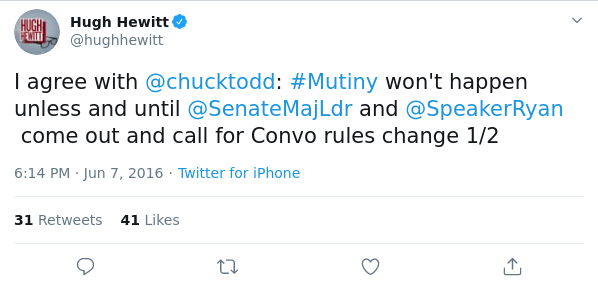 HUGH
HEWITT
Hugh Hewitt
@hughhewitt
I agree with @chucktodd: #Mutiny won't happen
unless and until @SenateMajLdr and @SpeakerRyan
come out and call for Convo rules change 1/2
6:14 PM · Jun 7, 2016 · Twitter for iPhone
31 Retweets 41 Likes